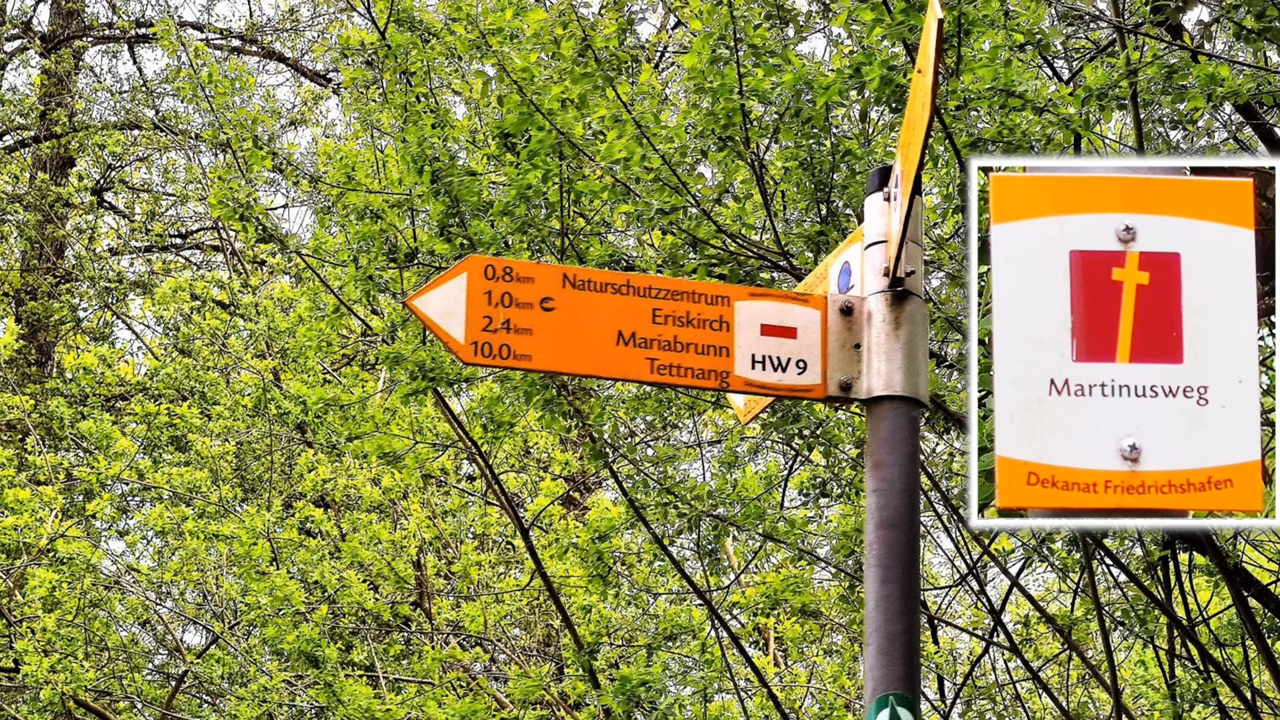 0,8km Naturschutzzentrum
1,0km € Eriskirch
2,4km Mariabrunn
10,0km Tettnang
HW 9
Martinusweg
Dekanat Friedrichshafen